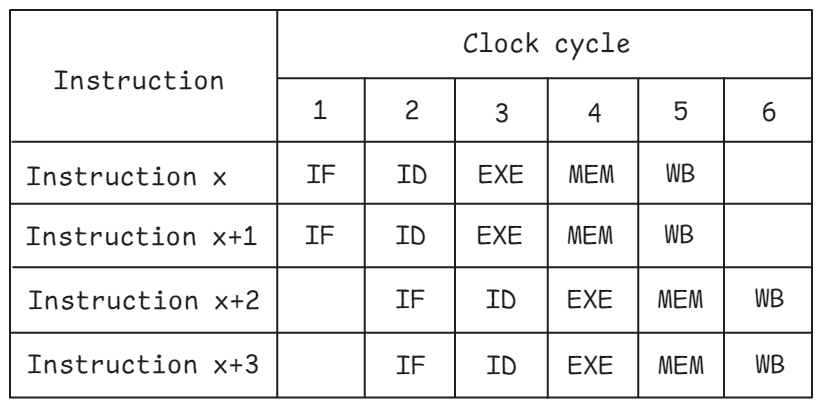 Instruction Clock cycle
1 2 3 4 5 6
Instruction x IF ID EXE MEM WB
Instruction x+1 IF ID EXE MEM WB
Instruction x+2 IF ID EXE MEM WB
Instruction x+3 IF ID EXE MEM WB